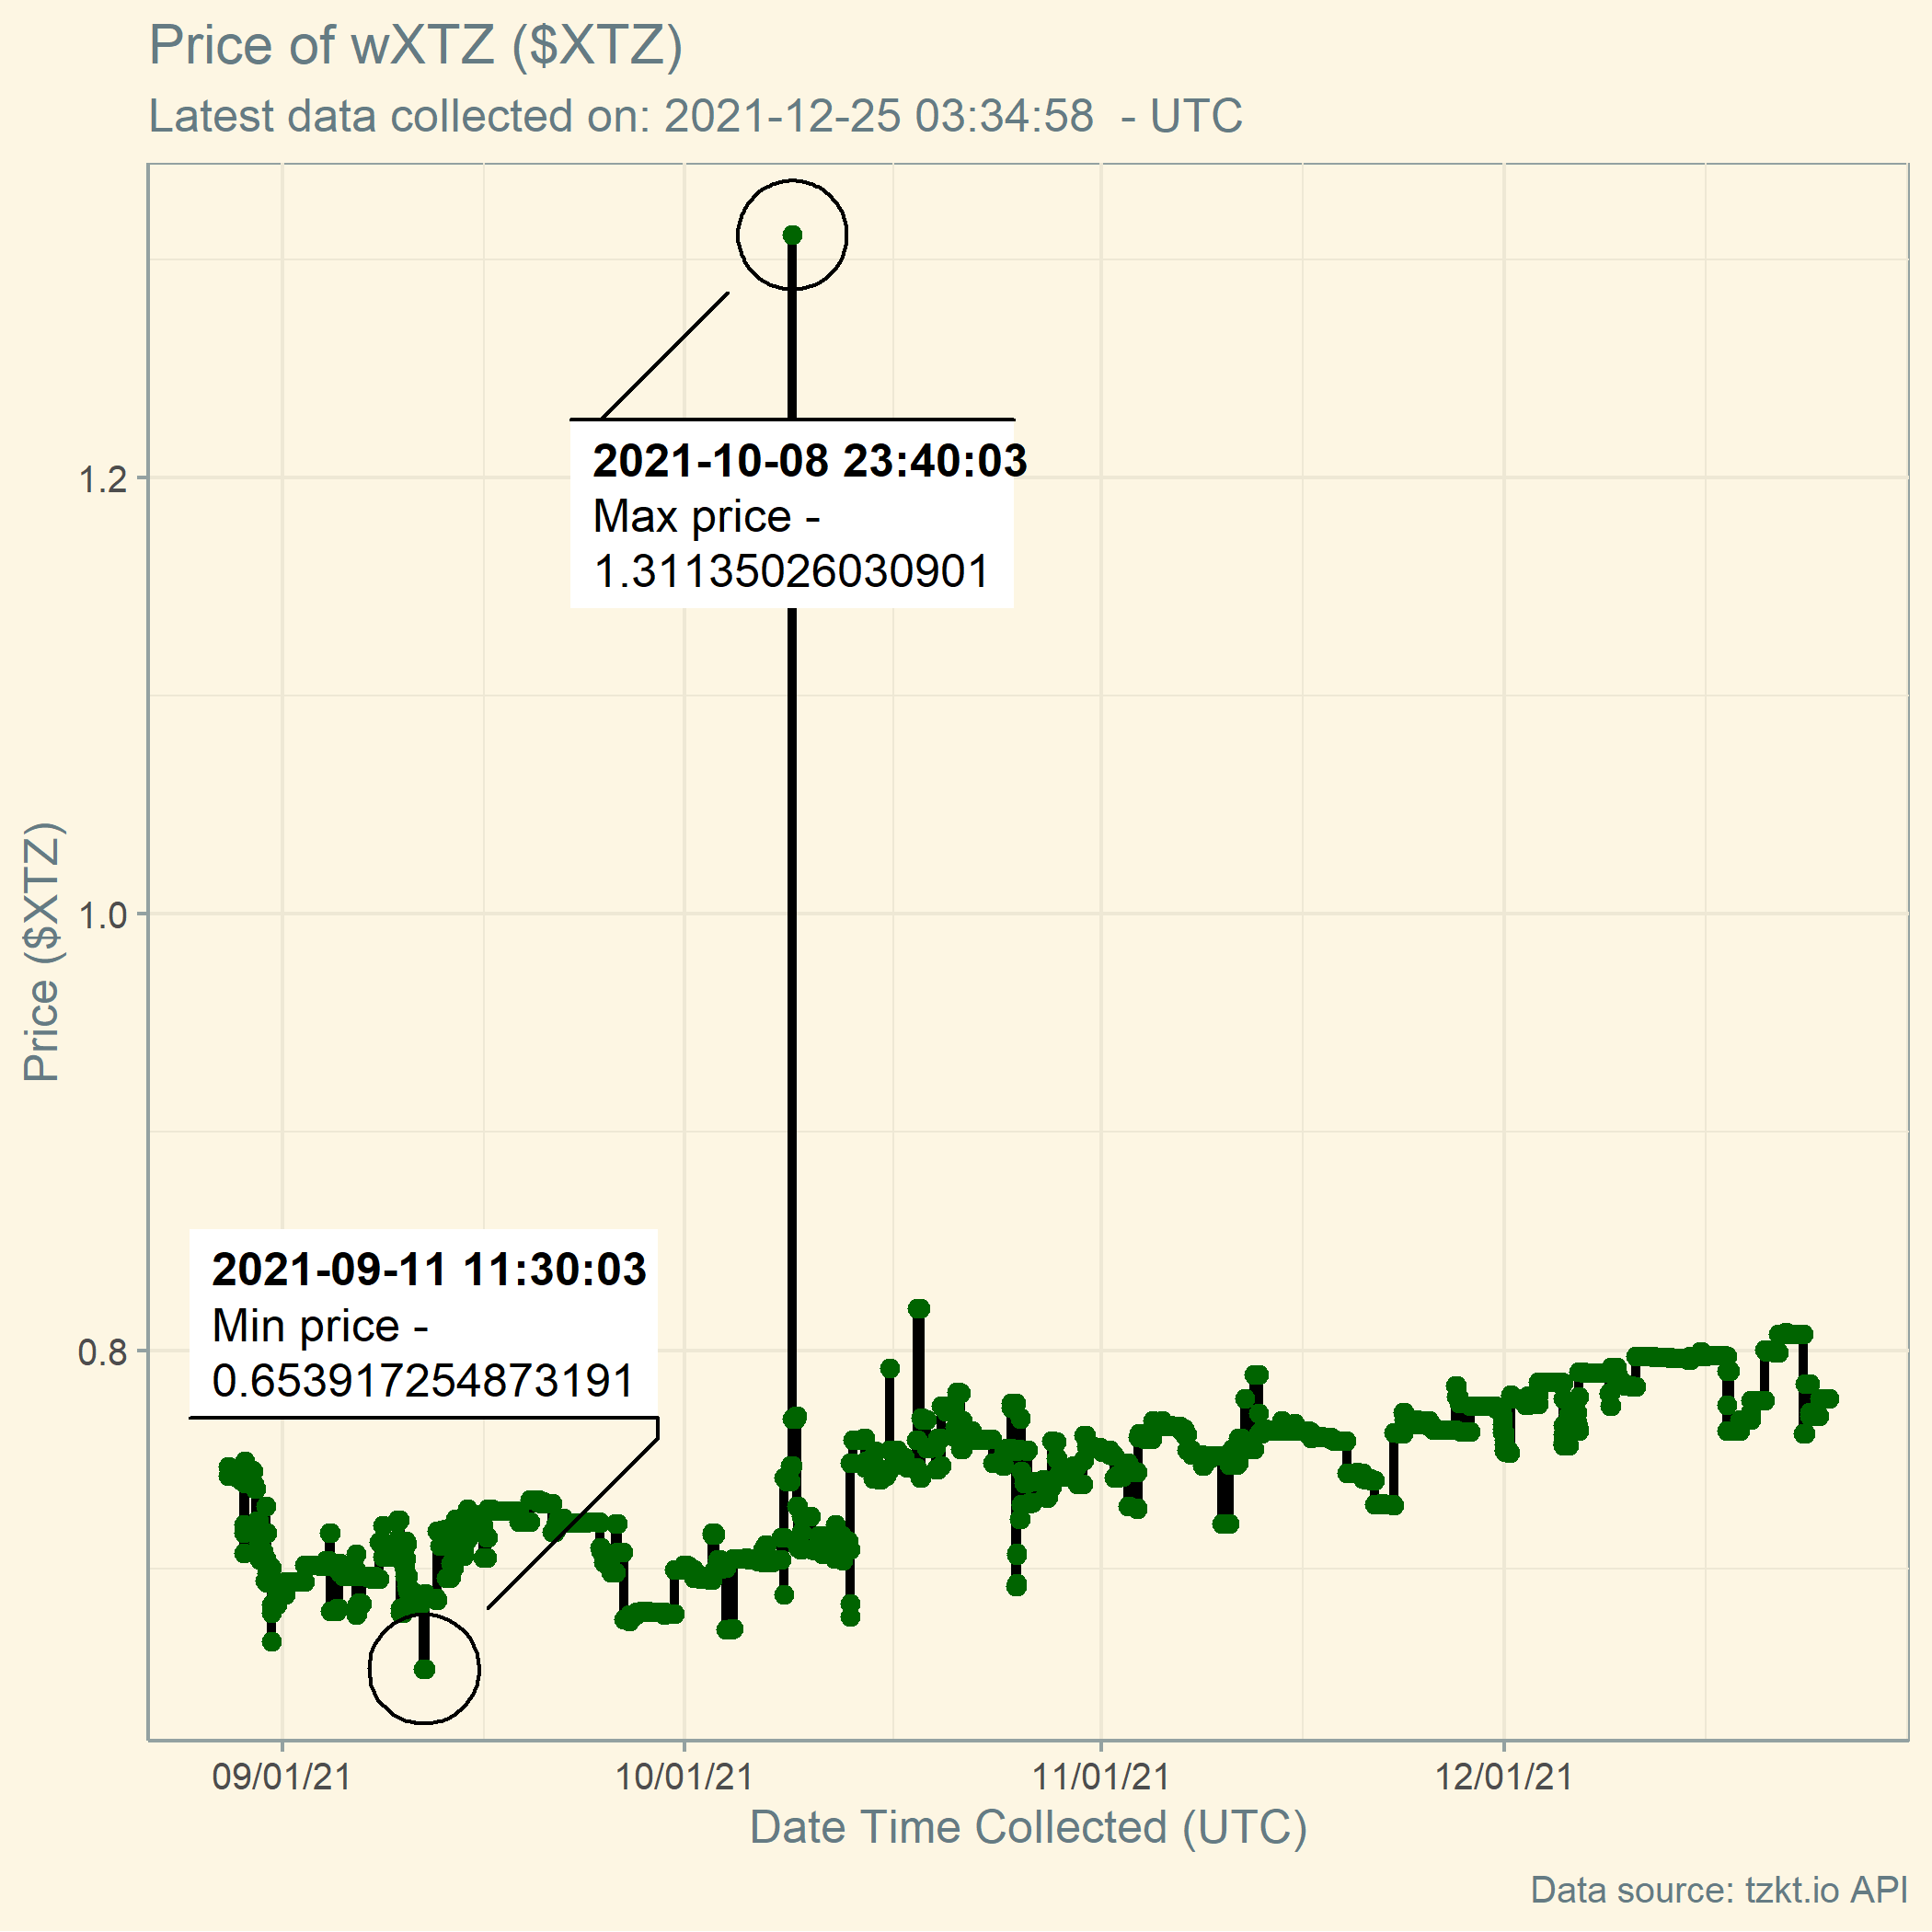 Price of wXTZ ($XTZ)
Latest data collected on: 2021-12-25 03:34:58  - UTC
2021-10-08 23:40:03
Max price -
1.31135026030901
1.2
1.0
0.8
Price ($XTZ)
2021-09-11 11:30:03
Min price -
0.653917254873191
09/01/21
10/01/21
11/01/21
12/01/21
Date Time Collected (UTC)
Data source: tzkt.io API